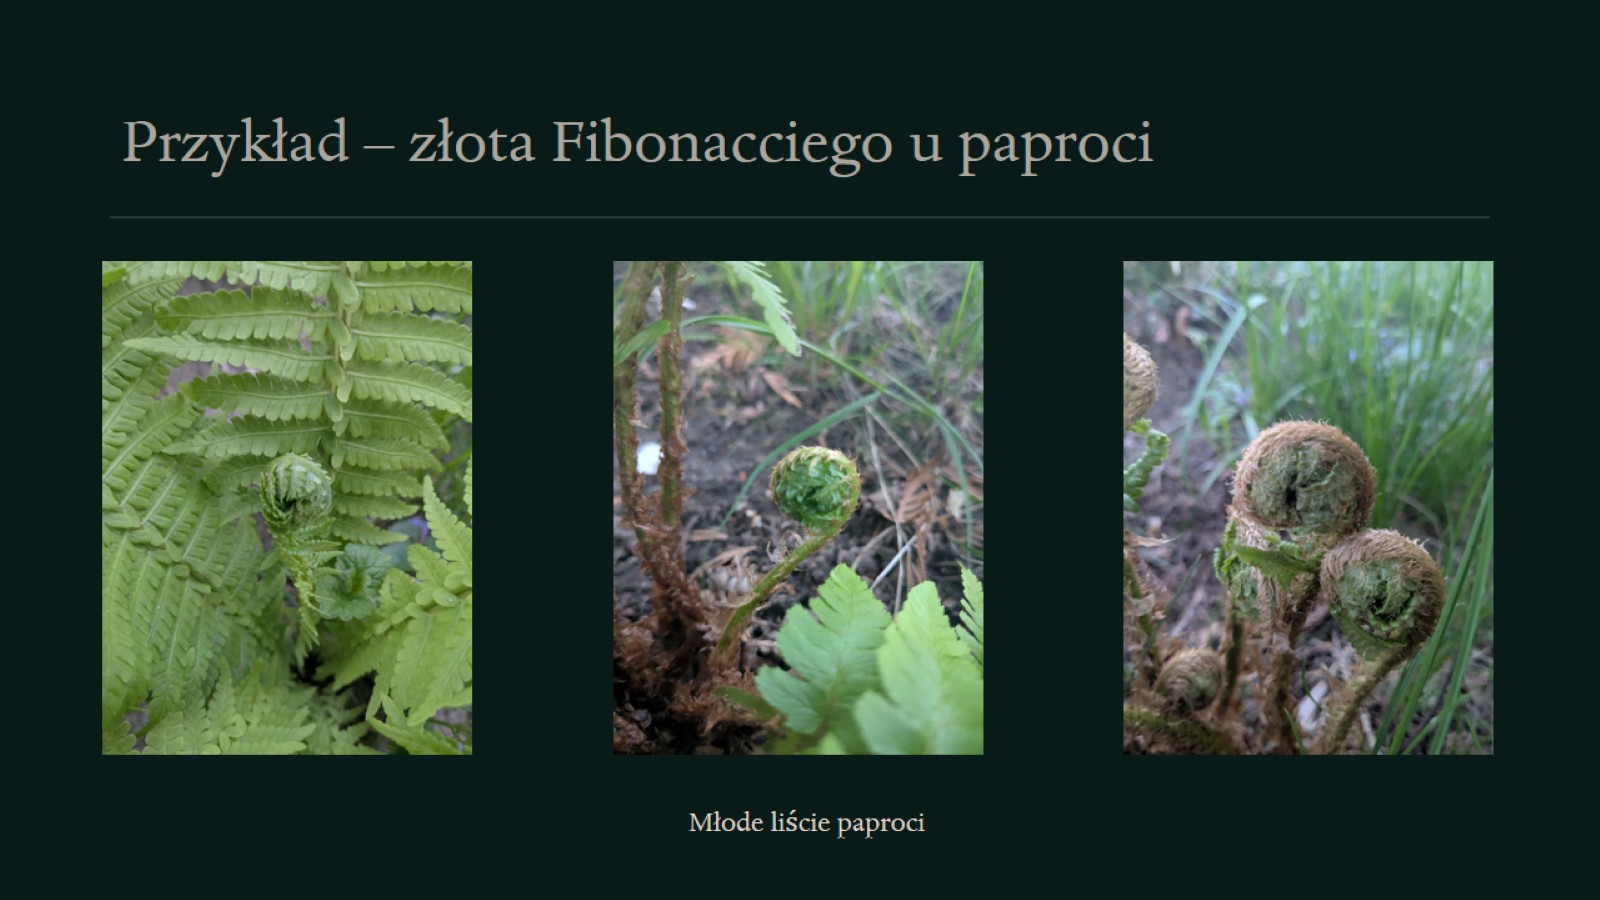 Przykład – złota Fibonacciego u paproci
Młode liście paproci